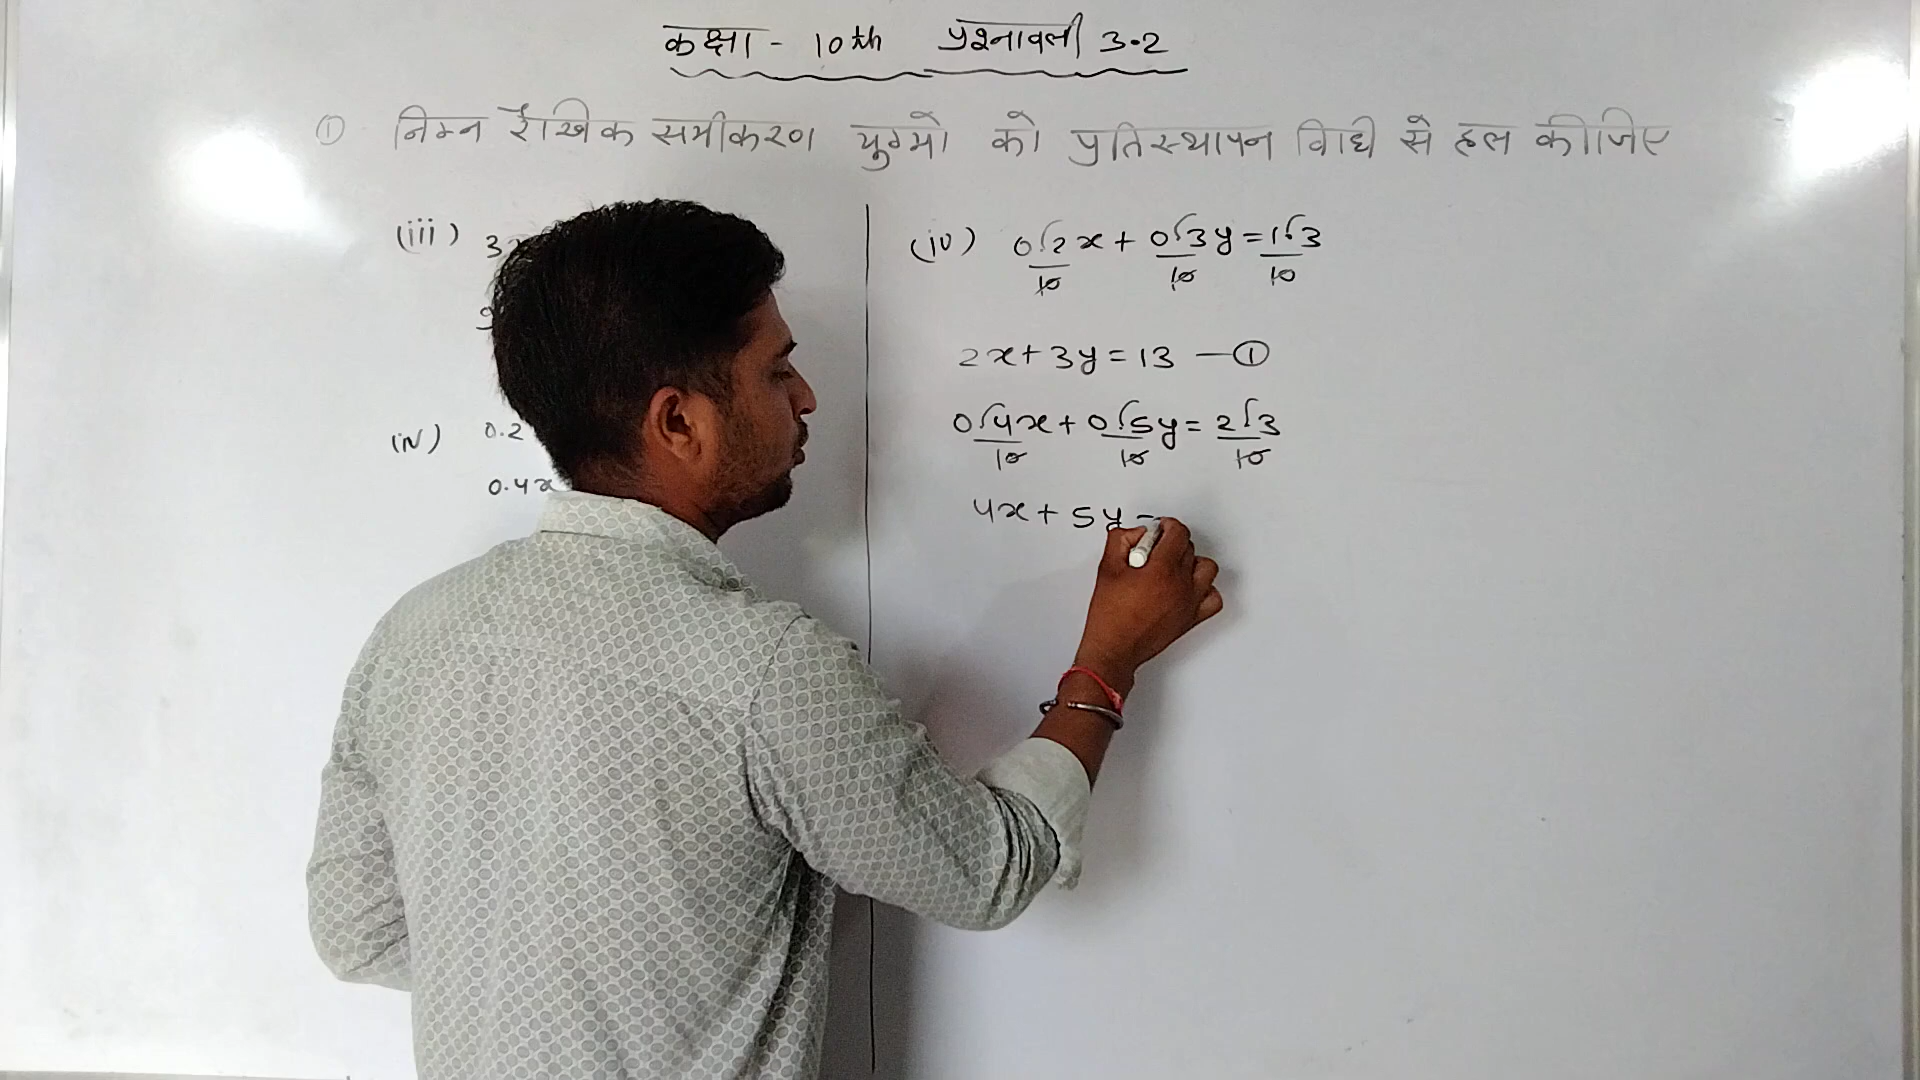 कक्षा - 10th प्रश्नावली 3.2
① निम्न रैखिक समीकरण युग्मो को प्रतिस्थापन विधि से हल कीजिए
(iii) 3
9
(iv) 0.2
0.4x
(iv) 0.2x + 0.3y = 1.3
10 10 10
2x + 3y = 13 — ①
0.4x + 0.5y = 2.3
10 10 10
4x + 5y =